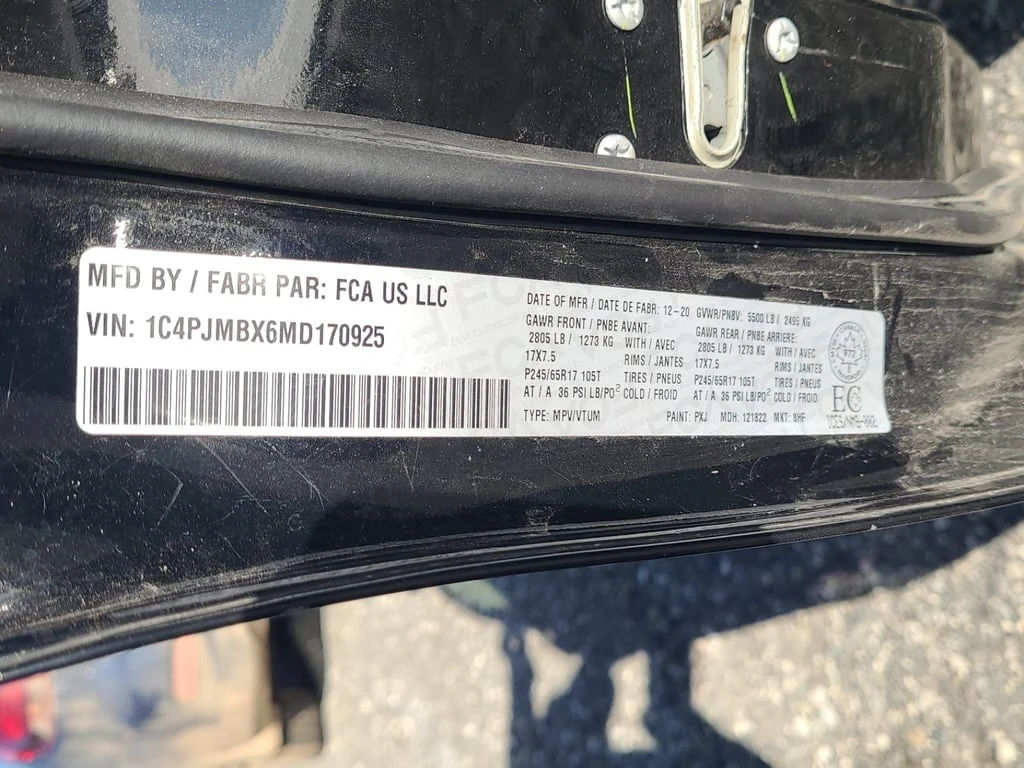 MFD BY / FABR PAR: FCA US LLC
VIN: 1C4PJMBX6MD170925
DATE OF MFR / DATE DE FABR: 12-20 GVWR/PNBV: 5500 LB / 2495 KG
GAWR FRONT / PNBE AVANT: GAWR REAR / PNBE ARRIERE:
2805 LB / 1273 KG WITH / AVEC 2805 LB / 1273 KG WITH / AVEC
17X7.5 RIMS / JANTES 17X7.5 RIMS / JANTES
P245/65R17 105T TIRES / PNEUS P245/65R17 105T TIRES / PNEUS
AT / A 36 PSI LB/PO² COLD / FROID AT / A 36 PSI LB/PO² COLD / FROID
TYPE: MPV/VTUM PAINT: PXJ MDH: 121822 MKT: 8HF
CANADA
972
EC